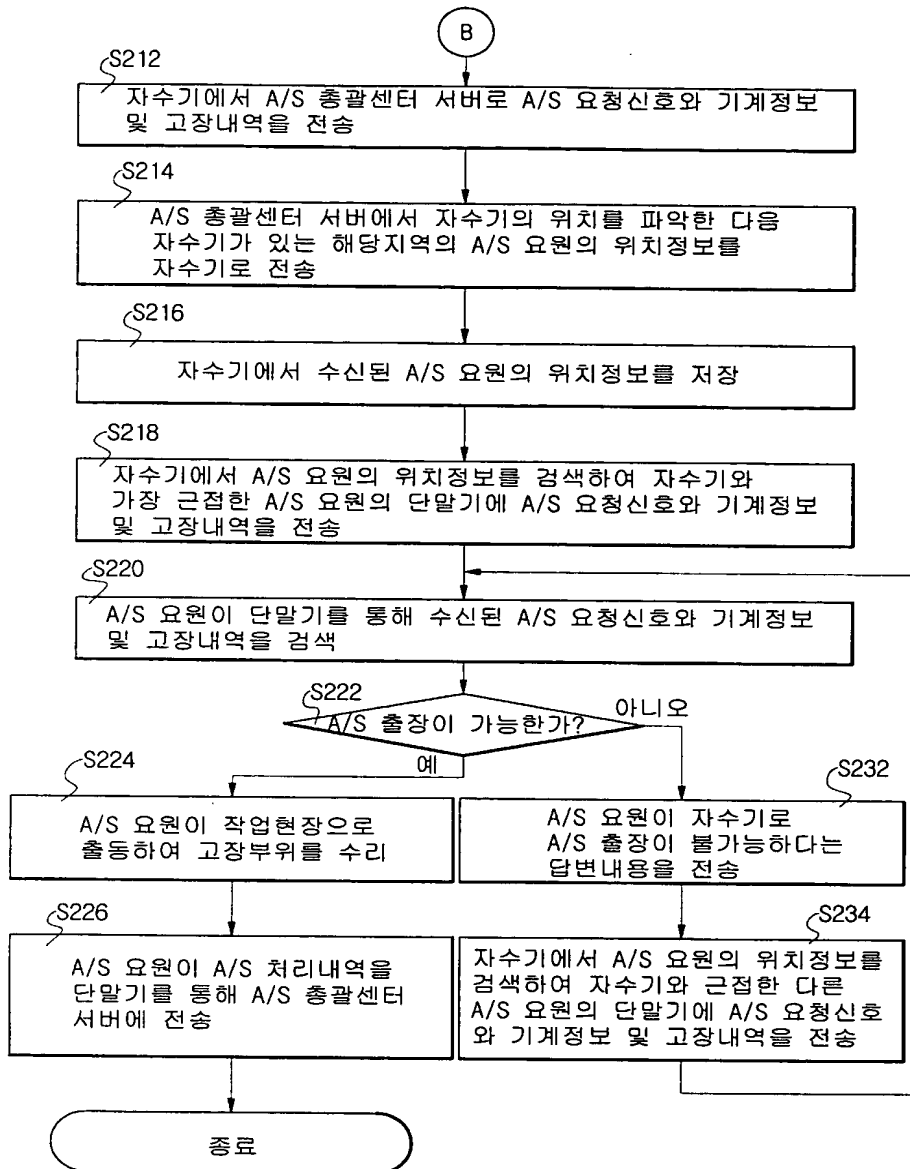 B
S212
자수기에서 A/S 총괄센터 서버로 A/S 요청신호와 기계정보
및 고장내역을 전송
S214
A/S 총괄센터 서버에서 자수기의 위치를 파악한 다음
자수기가 있는 해당지역의 A/S 요원의 위치정보를
자수기로 전송
S216
자수기에서 수신된 A/S 요원의 위치정보를 저장
S218
자수기에서 A/S 요원의 위치정보를 검색하여 자수기와
가장 근접한 A/S 요원의 단말기에 A/S 요청신호와 기계정보
및 고장내역을 전송
S220
A/S 요원이 단말기를 통해 수신된 A/S 요청신호와 기계정보
및 고장내역을 검색
S222
A/S 출장이 가능한가?
아니오
예
S224
A/S 요원이 작업현장으로
출동하여 고장부위를 수리
S232
A/S 요원이 자수기로
A/S 출장이 불가능하다는
답변내용을 전송
S226
A/S 요원이 A/S 처리내역을
단말기를 통해 A/S 총괄센터
서버에 전송
S234
자수기에서 A/S 요원의 위치정보를
검색하여 자수기와 근접한 다른
A/S 요원의 단말기에 A/S 요청신호
와 기계정보 및 고장내역을 전송
종료